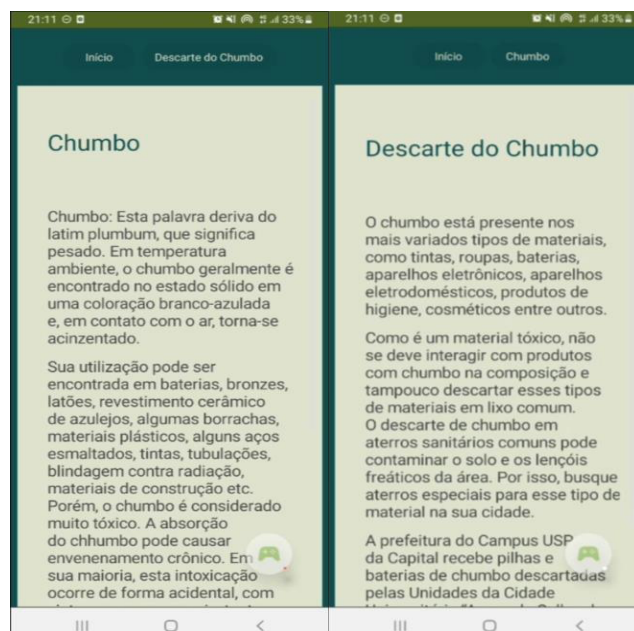 21:11
33%
Início
Descarte do Chumbo
Chumbo
Chumbo: Esta palavra deriva do
latim plumbum, que significa
pesado. Em temperatura
ambiente, o chumbo geralmente é
encontrado no estado sólido em
uma coloração branco-azulada
e, em contato com o ar, torna-se
acinzentado.
Sua utilização pode ser
encontrada em baterias, bronzes,
latões, revestimento cerâmico
de azulejos, algumas borrachas,
materiais plásticos, alguns aços
esmaltados, tintas, tubulações,
blindagem contra radiação,
materiais de construção etc.
Porém, o chumbo é considerado
muito tóxico. A absorção
do chhumbo pode causar
envenenamento crônico. Em
sua maioria, esta intoxicação
ocorre de forma acidental, com
21:11
33%
Início
Chumbo
Descarte do Chumbo
O chumbo está presente nos
mais variados tipos de materiais,
como tintas, roupas, baterias,
aparelhos eletrônicos, aparelhos
eletrodomésticos, produtos de
higiene, cosméticos entre outros.
Como é um material tóxico, não
se deve interagir com produtos
com chumbo na composição e
tampouco descartar esses tipos
de materiais em lixo comum.
O descarte de chumbo em
aterros sanitários comuns pode
contaminar o solo e os lençóis
freáticos da área. Por isso, busque
aterros especiais para esse tipo de
material na sua cidade.
A prefeitura do Campus USP
da Capital recebe pilhas e
baterias de chumbo descartadas
pelas Unidades da Cidade